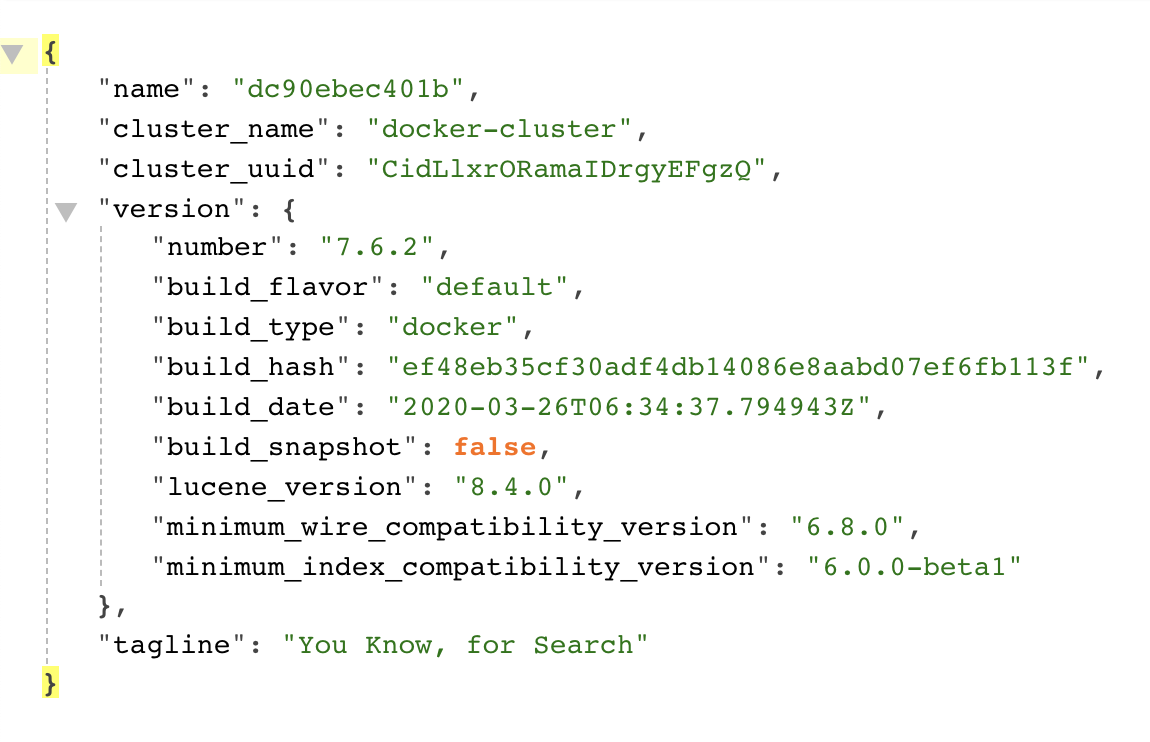 {
"name": "dc90ebec401b",
"cluster_name": "docker-cluster",
"cluster_uuid": "CidLlxrORamaIDrgyEFgzQ",
"version": {
"number": "7.6.2",
"build_flavor": "default",
"build_type": "docker",
"build_hash": "ef48eb35cf30adf4db14086e8aabd07ef6fb113f",
"build_date": "2020-03-26T06:34:37.794943Z",
"build_snapshot": false,
"lucene_version": "8.4.0",
"minimum_wire_compatibility_version": "6.8.0",
"minimum_index_compatibility_version": "6.0.0-beta1"
},
"tagline": "You Know, for Search"
}